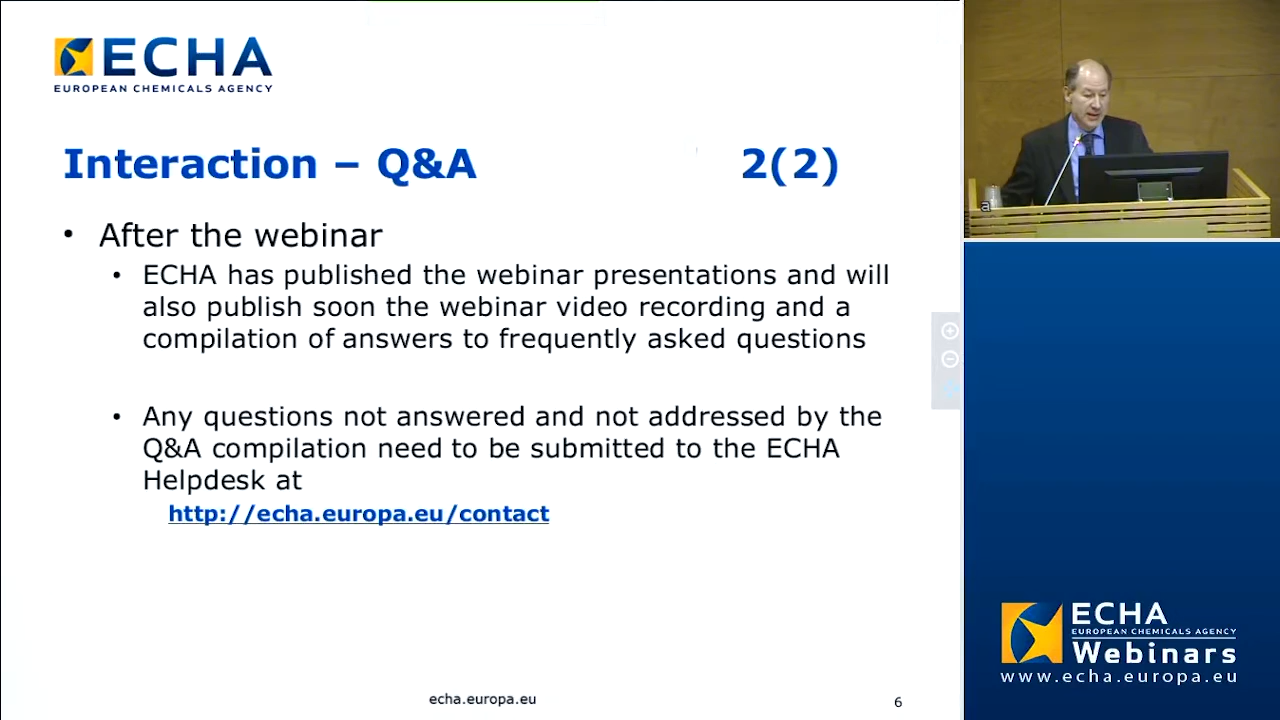 ECHA
EUROPEAN CHEMICALS AGENCY
Interaction – Q&A 2(2)
• After the webinar
• ECHA has published the webinar presentations and will
also publish soon the webinar video recording and a
compilation of answers to frequently asked questions
• Any questions not answered and not addressed by the
Q&A compilation need to be submitted to the ECHA
Helpdesk at
http://echa.europa.eu/contact
echa.europa.eu
6
a
ECHA
EUROPEAN CHEMICALS AGENCY
Webinars
www.echa.europa.eu